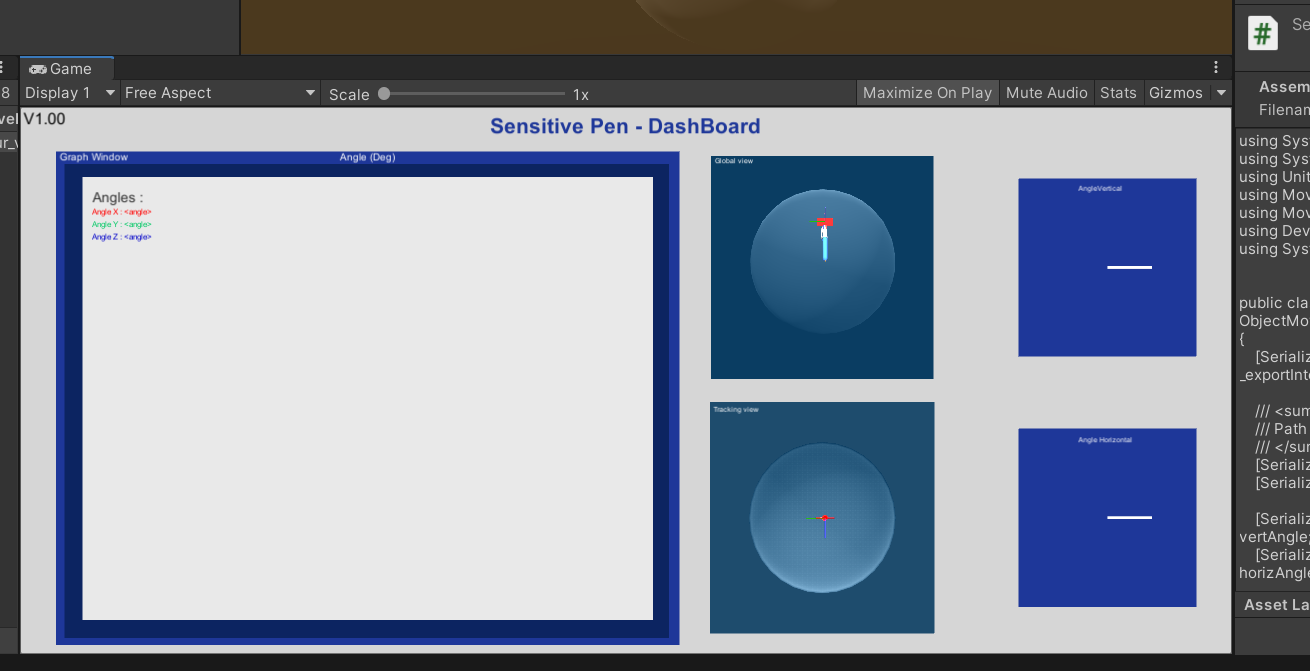 Game
Display 1
Free Aspect
Scale
1x
Maximize On Play
Mute Audio
Stats
Gizmos
V1.00
Sensitive Pen - DashBoard
Graph Window
Angle (Deg)
Angles :
Angle X : <angle>
Angle Y : <angle>
Angle Z : <angle>
Global view
Tracking view
AngleVertical
Angle Horizontal
#
Se
Assem
Filenam
using Sys
using Sys
using Unit
using Mov
using Mov
using Dev
using Sys
public cla
ObjectMo
{
[Serializ
_exportInt
/// <sum
/// Path
/// </sur
[Serializ
[Serializ
[Serializ
vertAngle;
[Serializ
horizAngle
Asset La
8